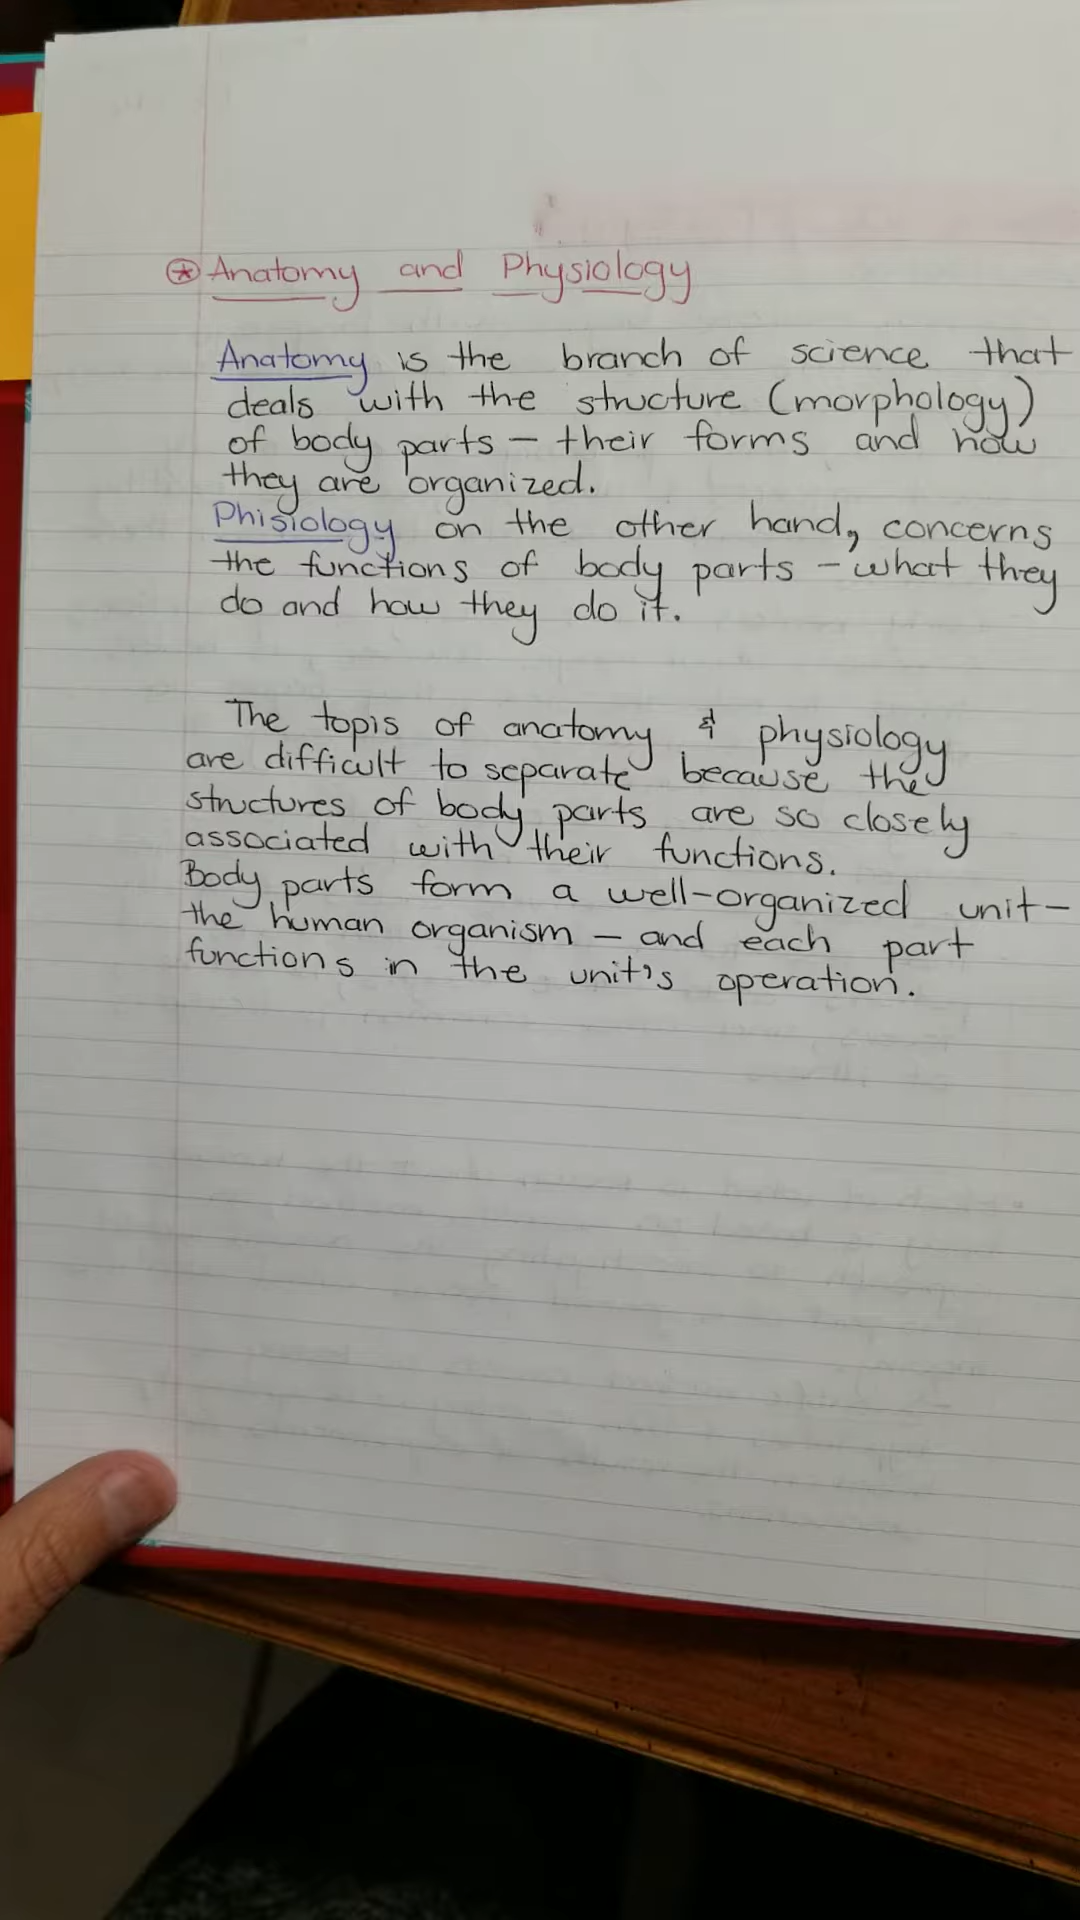 Anatomy and Physiology
Anatomy is the branch of science that
deals with the structure (morphology)
of body parts – their forms and how
they are organized.
Phisiology on the other hand, concerns
the functions of body parts – what they
do and how they do it.
The topis of anatomy & physiology
are difficult to separate because the
structures of body parts are so closely
associated with their functions.
Body parts form a well-organized unit –
the human organism – and each part
functions in the unit's operation.